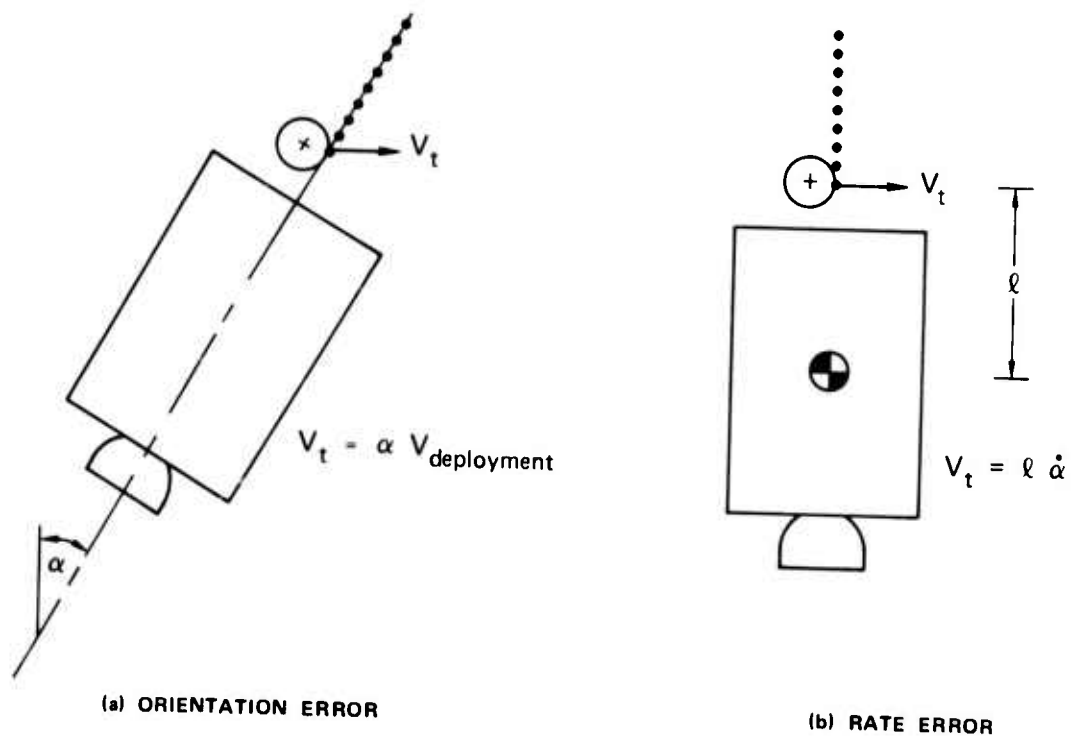 V_t
V_t = α V_deployment
α
(a) ORIENTATION ERROR
V_t
ℓ
V_t = ℓ α̇
(b) RATE ERROR